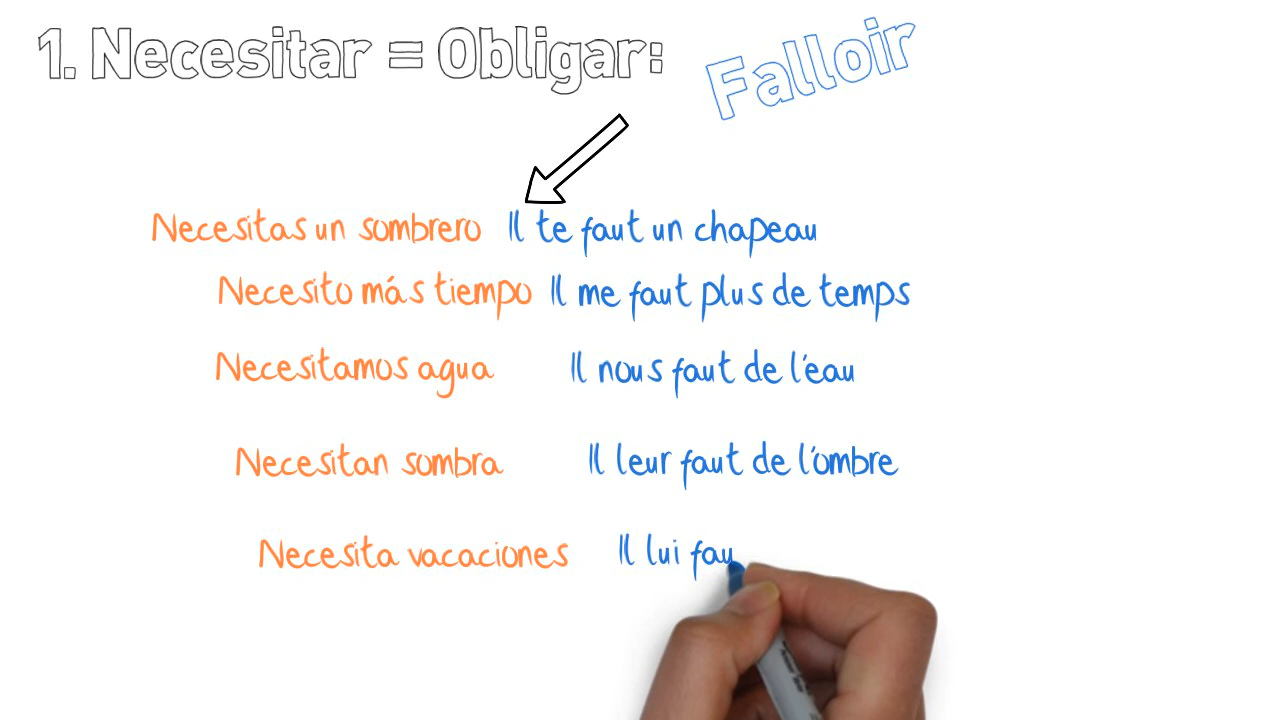 1. Necesitar = Obligar: Falloir
Necesitas un sombrero Il te faut un chapeau
Necesito más tiempo Il me faut plus de temps
Necesitamos agua Il nous faut de l'eau
Necesitan sombra Il leur faut de l'ombre
Necesita vacaciones Il lui fau